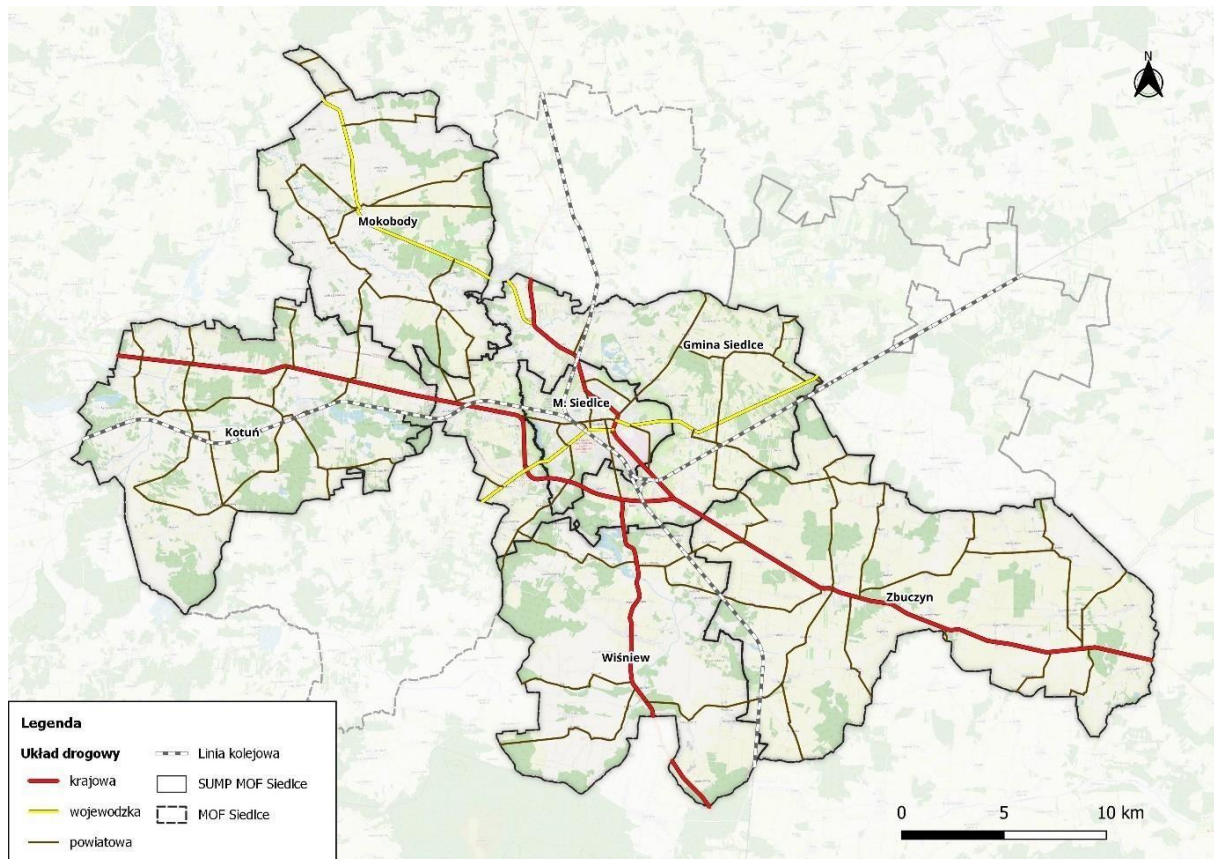 N
Mokobody
Gmina Siedlce
M. Siedlce
Kotuń
Zbuczyn
Wiśniew
Legenda
Układ drogowy
krajowa
wojewodzka
powiatowa
Linia kolejowa
SUMP MOF Siedlce
MOF Siedlce
0 5 10 km